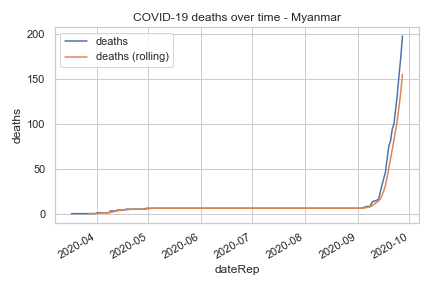 COVID-19 deaths over time - Myanmar
deaths
deaths (rolling)
200
150
100
50
0
deaths
2020-04
2020-05
2020-06
2020-07
2020-08
2020-09
2020-10
dateRep